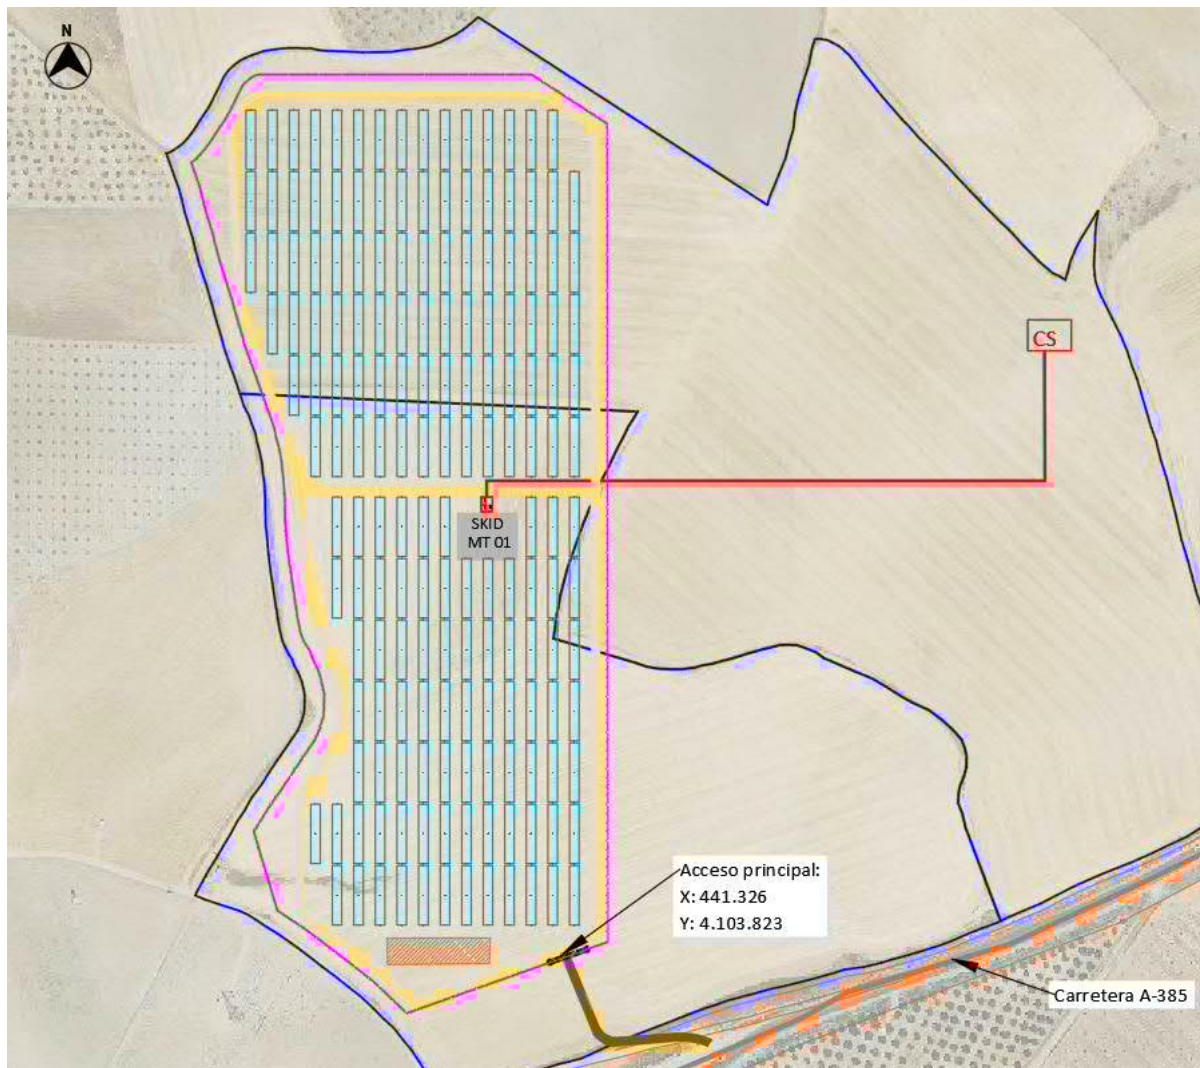 N
CS
SKID
MT 01
Acceso principal:
X: 441.326
Y: 4.103.823
Carretera A-385